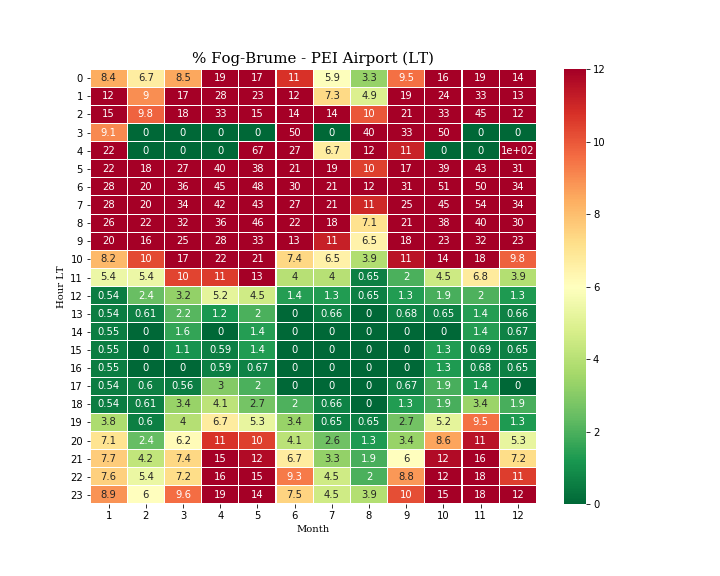 % Fog-Brume - PEI Airport (LT)
0 8.4 6.7 8.5 19 17 11 5.9 3.3 9.5 16 19 14
1 12 9 17 28 23 12 7.3 4.9 19 24 33 13
2 15 9.8 18 33 15 14 14 10 21 33 45 12
3 9.1 0 0 0 0 50 0 40 33 50 0 0
4 22 0 0 0 67 27 6.7 12 11 0 0 1e+02
5 22 18 27 40 38 21 19 10 17 39 43 31
6 28 20 36 45 48 30 21 12 31 51 50 34
7 28 20 34 42 43 27 21 11 25 45 54 34
8 26 22 32 36 46 22 18 7.1 21 38 40 30
9 20 16 25 28 33 13 11 6.5 18 23 32 23
10 8.2 10 17 22 21 7.4 6.5 3.9 11 14 18 9.8
11 5.4 5.4 10 11 13 4 4 0.65 2 4.5 6.8 3.9
12 0.54 2.4 3.2 5.2 4.5 1.4 1.3 0.65 1.3 1.9 2 1.3
13 0.54 0.61 2.2 1.2 2 0 0.66 0 0.68 0.65 1.4 0.66
14 0.55 0 1.6 0 1.4 0 0 0 0 0 1.4 0.67
15 0.55 0 1.1 0.59 1.4 0 0 0 0 1.3 0.69 0.65
16 0.55 0 0 0.59 0.67 0 0 0 0 1.3 0.68 0.65
17 0.54 0.6 0.56 3 2 0 0 0 0.67 1.9 1.4 0
18 0.54 0.61 3.4 4.1 2.7 2 0.66 0 1.3 1.9 3.4 1.9
19 3.8 0.6 4 6.7 5.3 3.4 0.65 0.65 2.7 5.2 9.5 1.3
20 7.1 2.4 6.2 11 10 4.1 2.6 1.3 3.4 8.6 11 5.3
21 7.7 4.2 7.4 15 12 6.7 3.3 1.9 6 12 16 7.2
22 7.6 5.4 7.2 16 15 9.3 4.5 2 8.8 12 18 11
23 8.9 6 9.6 19 14 7.5 4.5 3.9 10 15 18 12
1 2 3 4 5 6 7 8 9 10 11 12
Month
Hour LT
12
10
8
6
4
2
0